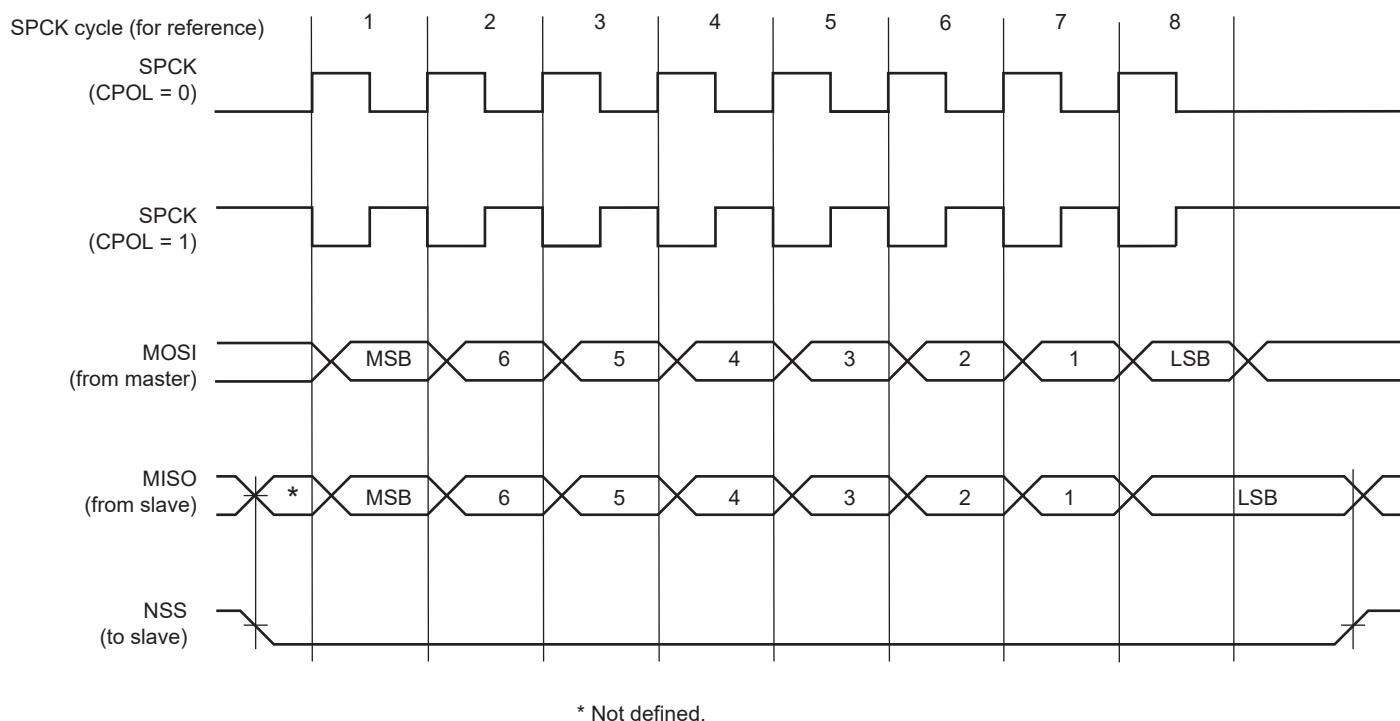 SPCK cycle (for reference)
1 2 3 4 5 6 7 8
SPCK
(CPOL = 0)
SPCK
(CPOL = 1)
MOSI
(from master)
MSB 6 5 4 3 2 1 LSB
MISO
(from slave)
* MSB 6 5 4 3 2 1 LSB
NSS
(to slave)
* Not defined.